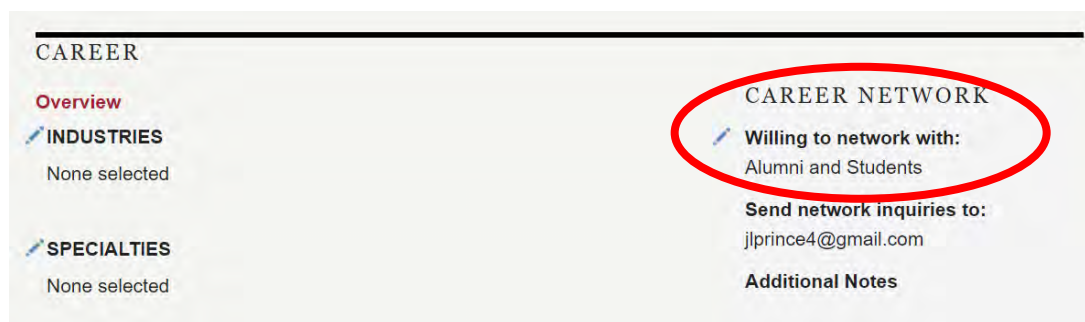 CAREER
Overview
INDUSTRIES
None selected
SPECIALTIES
None selected
CAREER NETWORK
Willing to network with:
Alumni and Students
Send network inquiries to:
jlprince4@gmail.com
Additional Notes